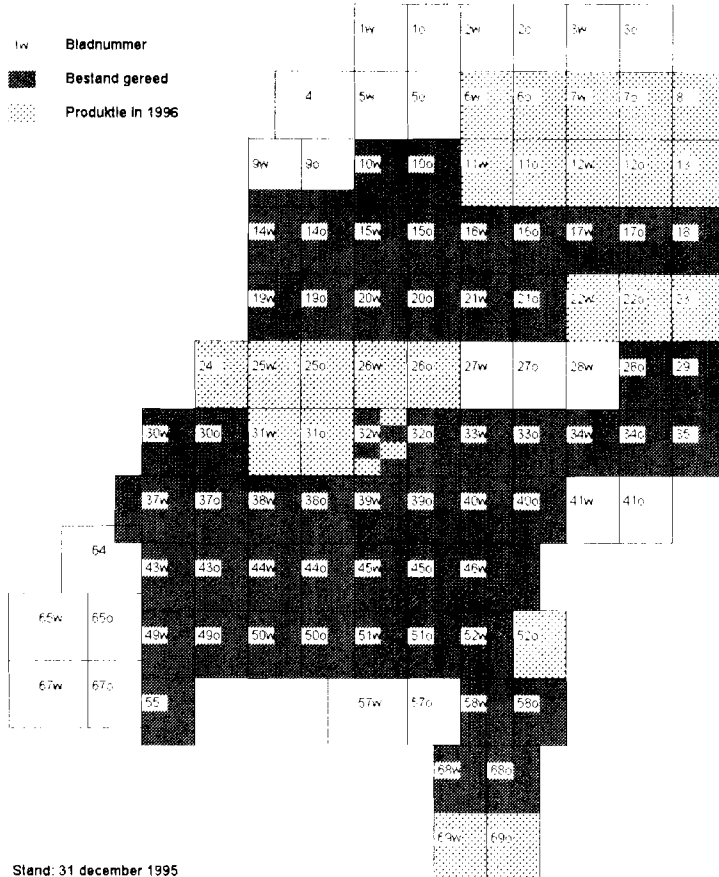 1w 1o 2w 2o 3w 3o
1w Bladnummer
Bestand gereed
4 5w 5o 6w 6o 7w 7o 8
Produktie in 1996
9w 9o 10w 10o 11w 11o 12w 12o 13
14w 14o 15w 15o 16w 16o 17w 17o 18
19w 19o 20w 20o 21w 21o 22w 22o 23
24 25w 25o 26w 26o 27w 27o 28w 28o 29
30w 30o 31w 31o 32w 32o 33w 33o 34w 34o 35
37w 37o 38w 38o 39w 39o 40w 40o 41w 41o
64
43w 43o 44w 44o 45w 45o 46w
65w 65o
49w 49o 50w 50o 51w 51o 52w 52o
67w 67o
55 57w 57o 58w 58o
68w 68o
69w 69o
Stand: 31 december 1995